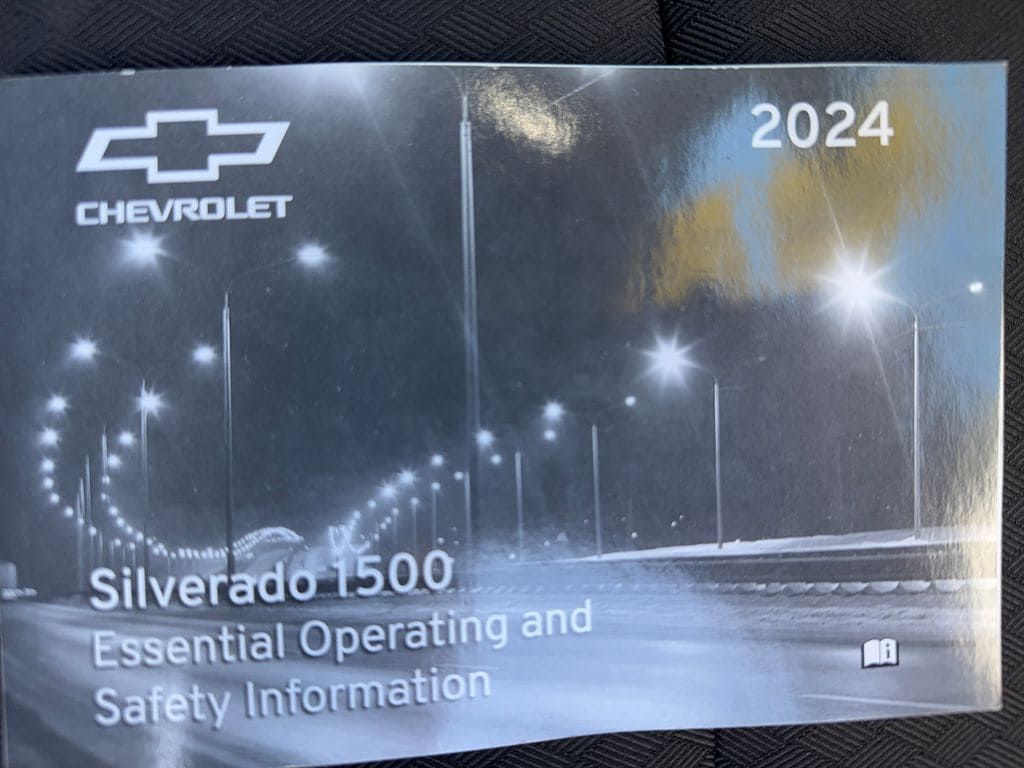 CHEVROLET
2024
Silverado 1500
Essential Operating and
Safety Information